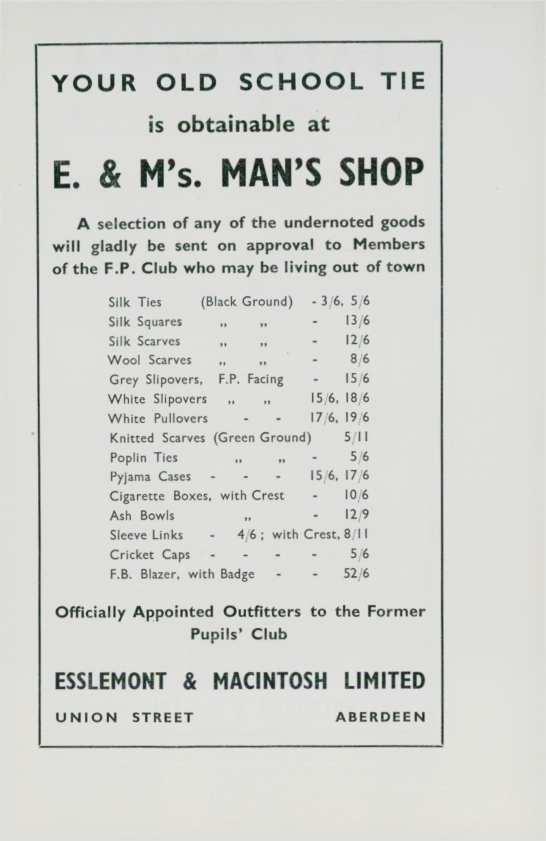 YOUR OLD SCHOOL TIE
is obtainable at
E. & M's. MAN'S SHOP
A selection of any of the undernoted goods
will gladly be sent on approval to Members
of the F.P. Club who may be living out of town
Silk Ties (Black Ground) - 3/6, 5/6
Silk Squares ,, ,, - 13/6
Silk Scarves ,, ,, - 12/6
Wool Scarves ,, ,, - 8/6
Grey Slipovers, F.P. Facing - 15/6
White Slipovers ,, ,, 15/6, 18/6
White Pullovers - - 17/6, 19/6
Knitted Scarves (Green Ground) 5/11
Poplin Ties ,, ,, - 5/6
Pyjama Cases - - - 15/6, 17/6
Cigarette Boxes, with Crest - 10/6
Ash Bowls ,, - 12/9
Sleeve Links - 4/6 ; with Crest, 8/11
Cricket Caps - - - - 5/6
F.B. Blazer, with Badge - - 52/6
Officially Appointed Outfitters to the Former
Pupils' Club
ESSLEMONT & MACINTOSH LIMITED
UNION STREET ABERDEEN